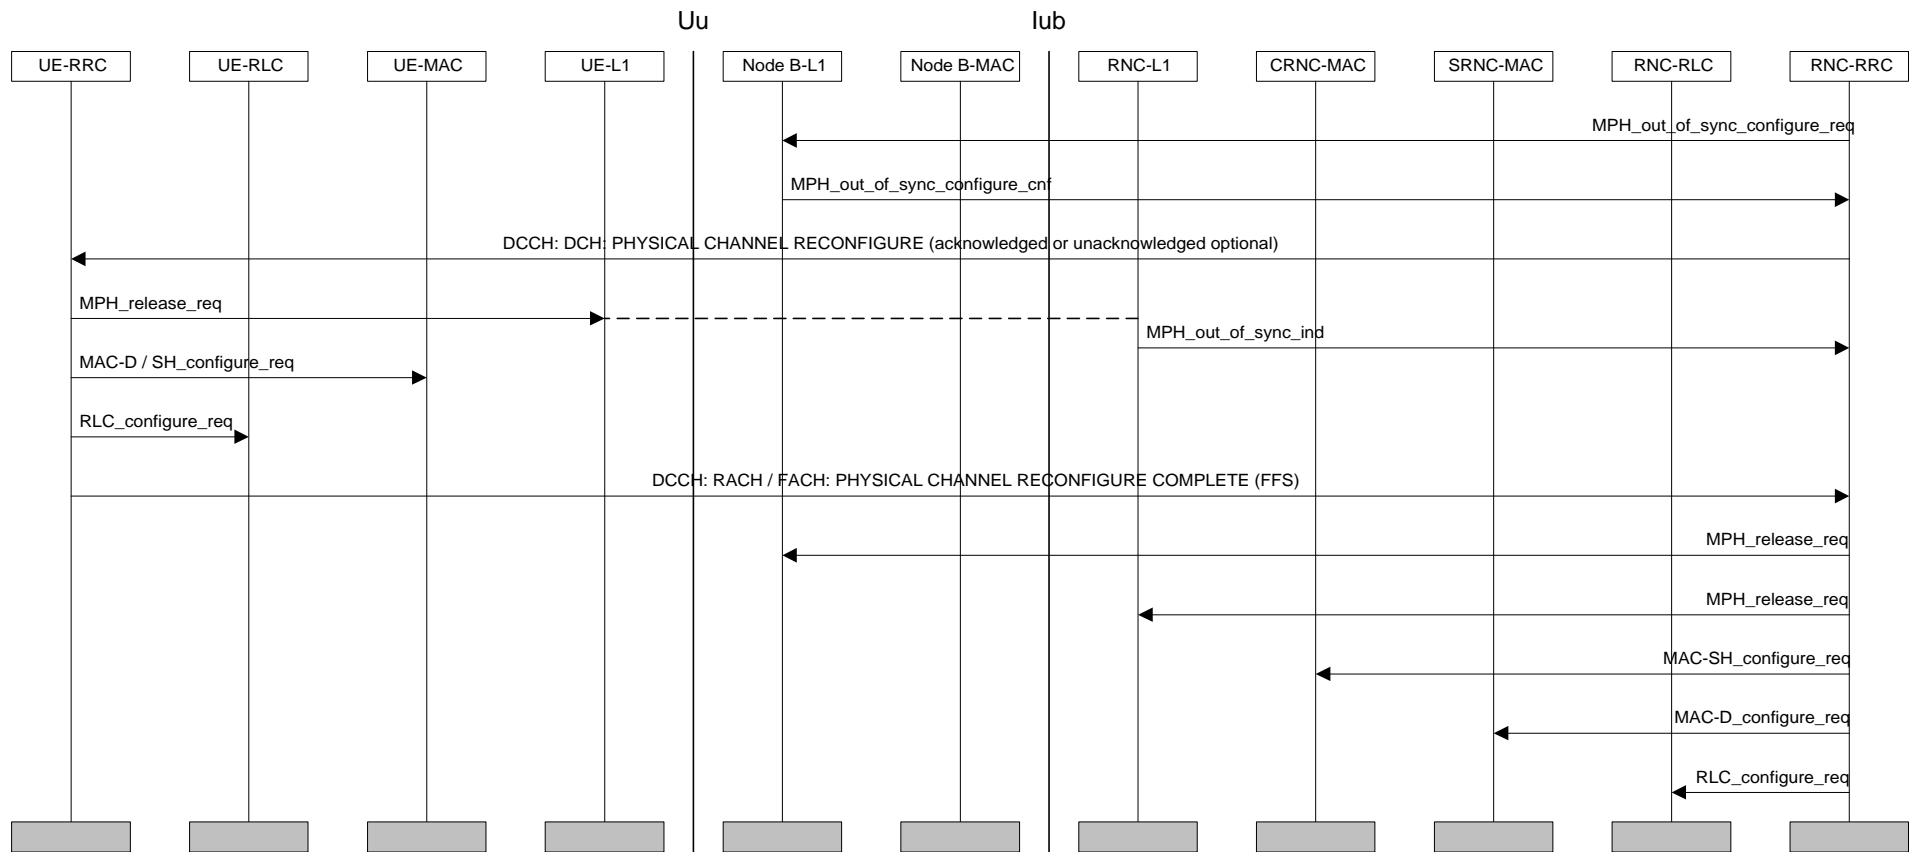 Uu
Iub
UE-RRC
UE-RLC
UE-MAC
UE-L1
Node B-L1
Node B-MAC
RNC-L1
CRNC-MAC
SRNC-MAC
RNC-RLC
RNC-RRC
MPH_out_of_sync_configure_req
MPH_out_of_sync_configure_cnf
DCCH: DCH: PHYSICAL CHANNEL RECONFIGURE (acknowledged or unacknowledged optional)
MPH_release_req
MPH_out_of_sync_ind
MAC-D / SH_configure_req
RLC_configure_req
DCCH: RACH / FACH: PHYSICAL CHANNEL RECONFIGURE COMPLETE (FFS)
MPH_release_req
MPH_release_req
MAC-SH_configure_req
MAC-D_configure_req
RLC_configure_req